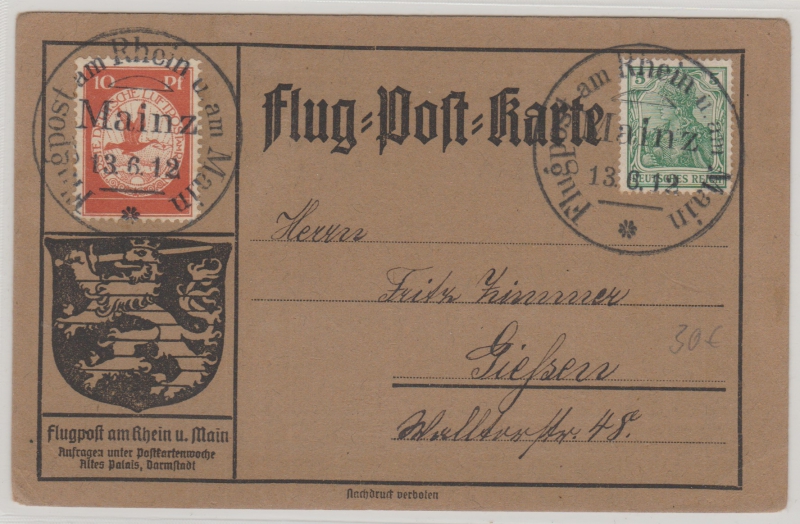 Flugpost am Rhein u. am Main
Mainz
13.6.12
10 Pf
Flug=Post=Karte
Flugpost am Rhein u. am Main
Mainz
13.6.12
5
DEUTSCHES REICH
Herrn
Fritz Zimmer
Gießen
Walltorstr. 48.
30€
Flugpost am Rhein u. Main
Anfragen unter Postkartenwoche
Altes Palais, Darmstadt
Nachdruck verboten